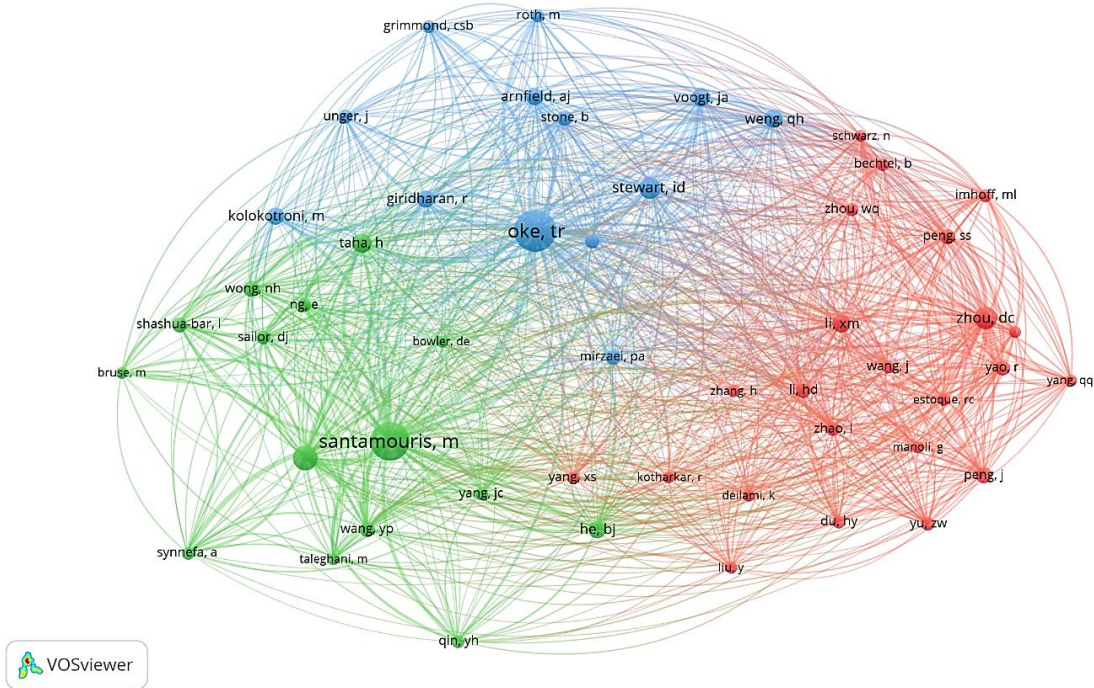 roth, m
grimmond, csb
arnfield, aj
voogt, ja
stone, b
unger, j
weng, qh
schwarz, n
bechtel, b
stewart, id
imhoff, ml
giridharan, r
zhou, wq
kolokotroni, m
oke, tr
peng, ss
taha, h
wong, nh
ng, e
shashua-bar, l
li, xm
zhou, dc
sailor, dj
bowler, de
mirzaei, pa
wang, j
yao, r
bruse, m
yang, qq
zhang, h
li, hd
estoque, rc
zhao, l
santamouris, m
manoli, g
yang, xs
kotharkar, r
peng, j
yang, jc
deilami, k
wang, yp
he, bj
du, hy
yu, zw
synnefa, a
taleghani, m
liu, y
qin, yh
VOSviewer